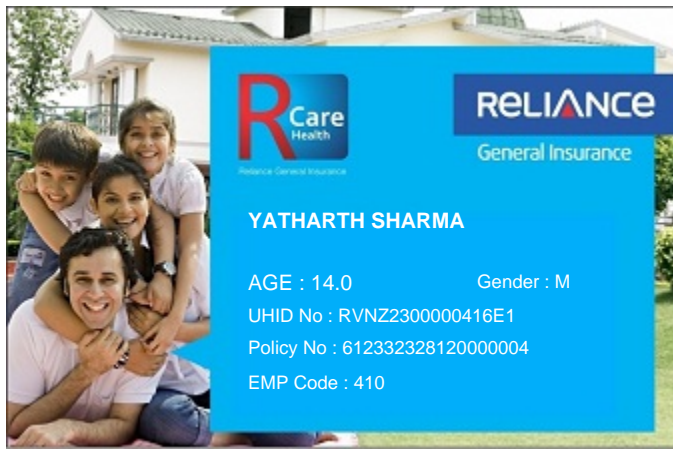 R Care
Health
Reliance General Insurance
RELIANCE
General Insurance
YATHARTH SHARMA
AGE : 14.0 Gender : M
UHID No : RVNZ2300000416E1
Policy No : 612332328120000004
EMP Code : 410